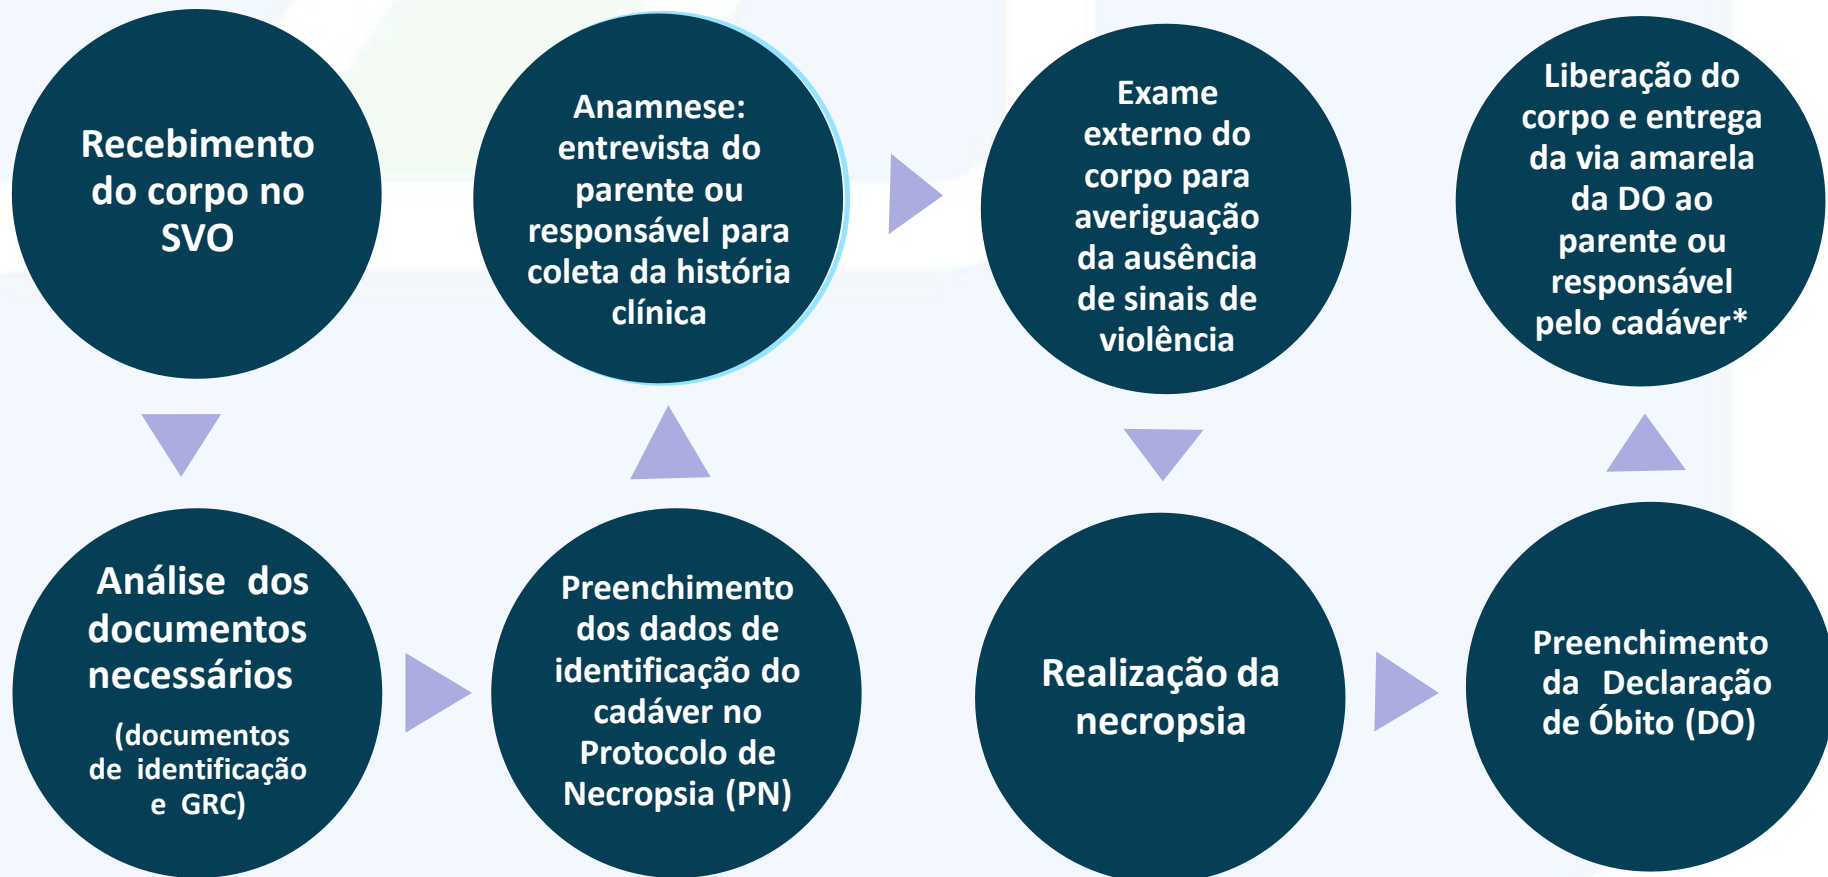 Recebimento
do corpo no
SVO
Análise dos
documentos
necessários
(documentos
de identificação
e GRC)
Preenchimento
dos dados de
identificação do
cadáver no
Protocolo de
Necropsia (PN)
Anamnese:
entrevista do
parente ou
responsável para
coleta da história
clínica
Exame
externo do
corpo para
averiguação
da ausência
de sinais de
violência
Realização da
necropsia
Preenchimento
da Declaração
de Óbito (DO)
Liberação do
corpo e entrega
da via amarela
da DO ao
parente ou
responsável
pelo cadáver*